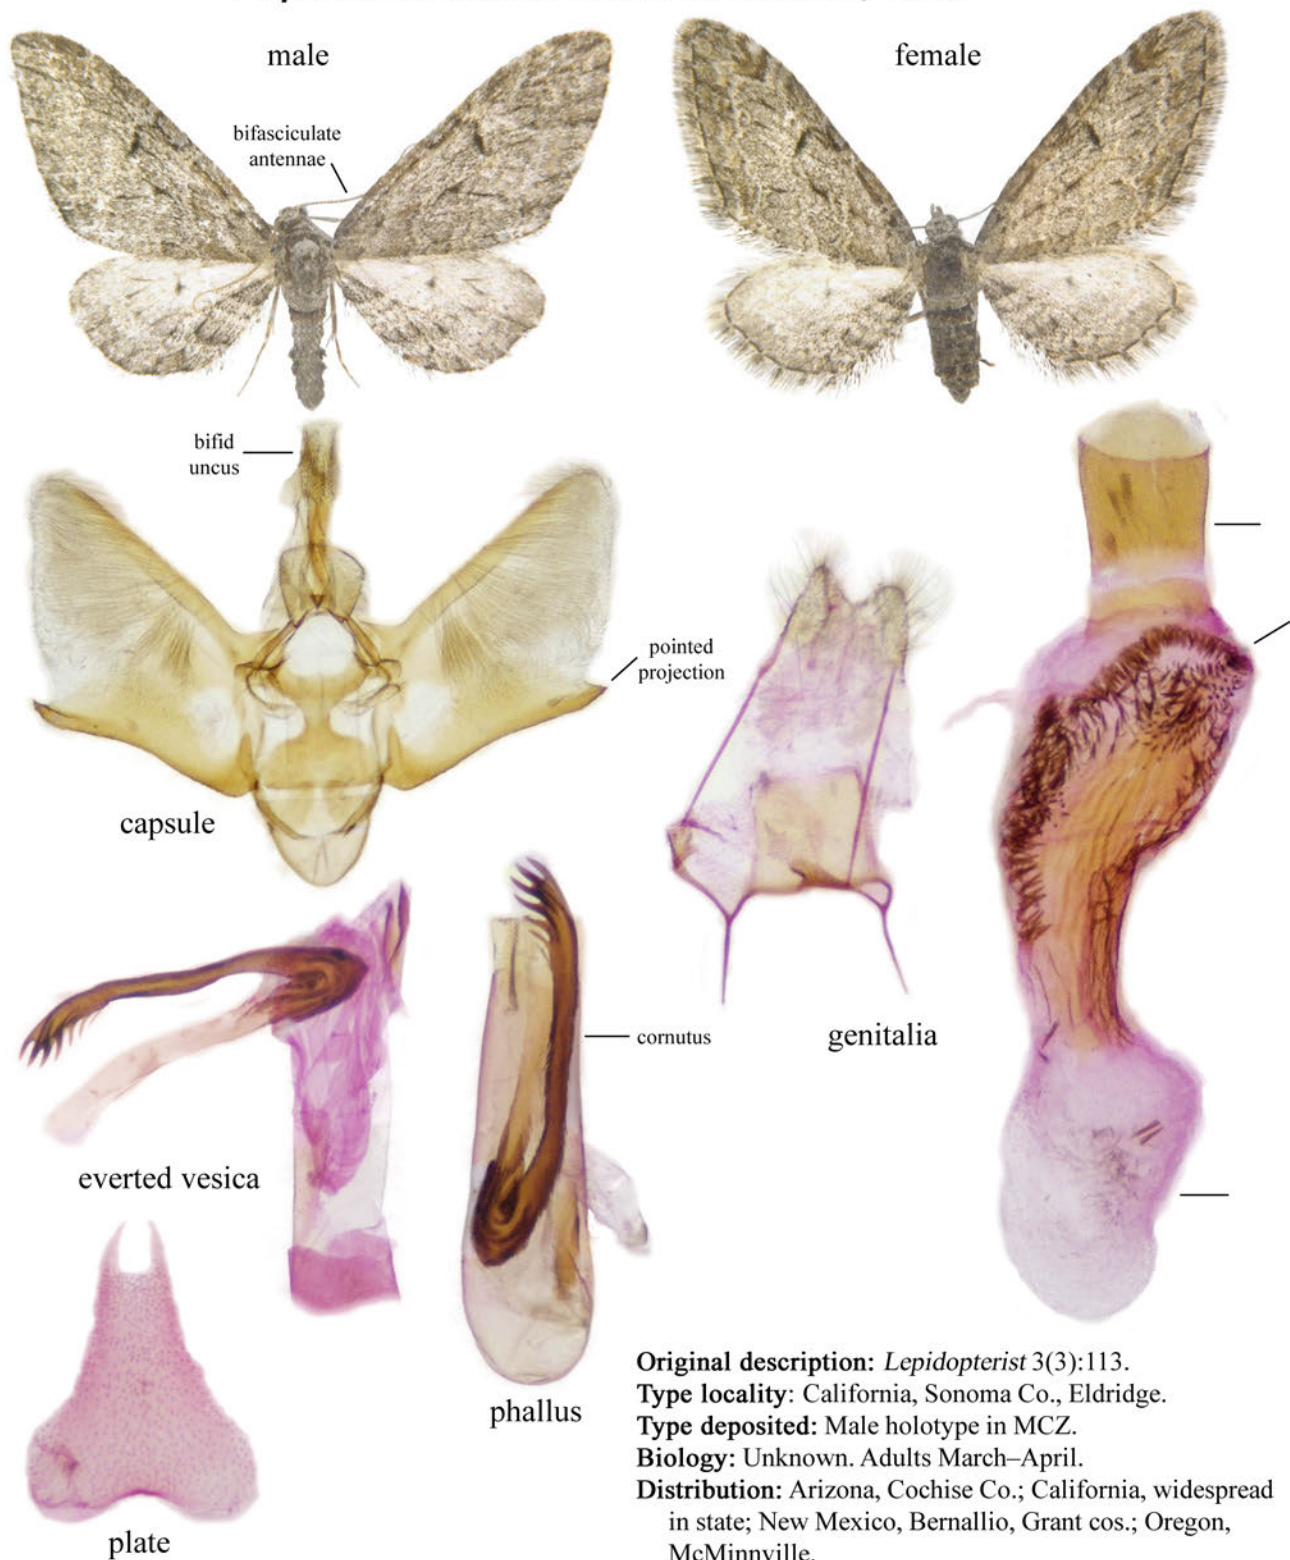 male
female
bifasciculate
antennae
bifid
uncus
pointed
projection
capsule
cornutus
genitalia
everted vesica
phallus
plate
Original description: Lepidopterist 3(3):113.
Type locality: California, Sonoma Co., Eldridge.
Type deposited: Male holotype in MCZ.
Biology: Unknown. Adults March–April.
Distribution: Arizona, Cochise Co.; California, widespread
in state; New Mexico, Bernallio, Grant cos.; Oregon,
McMinnville.